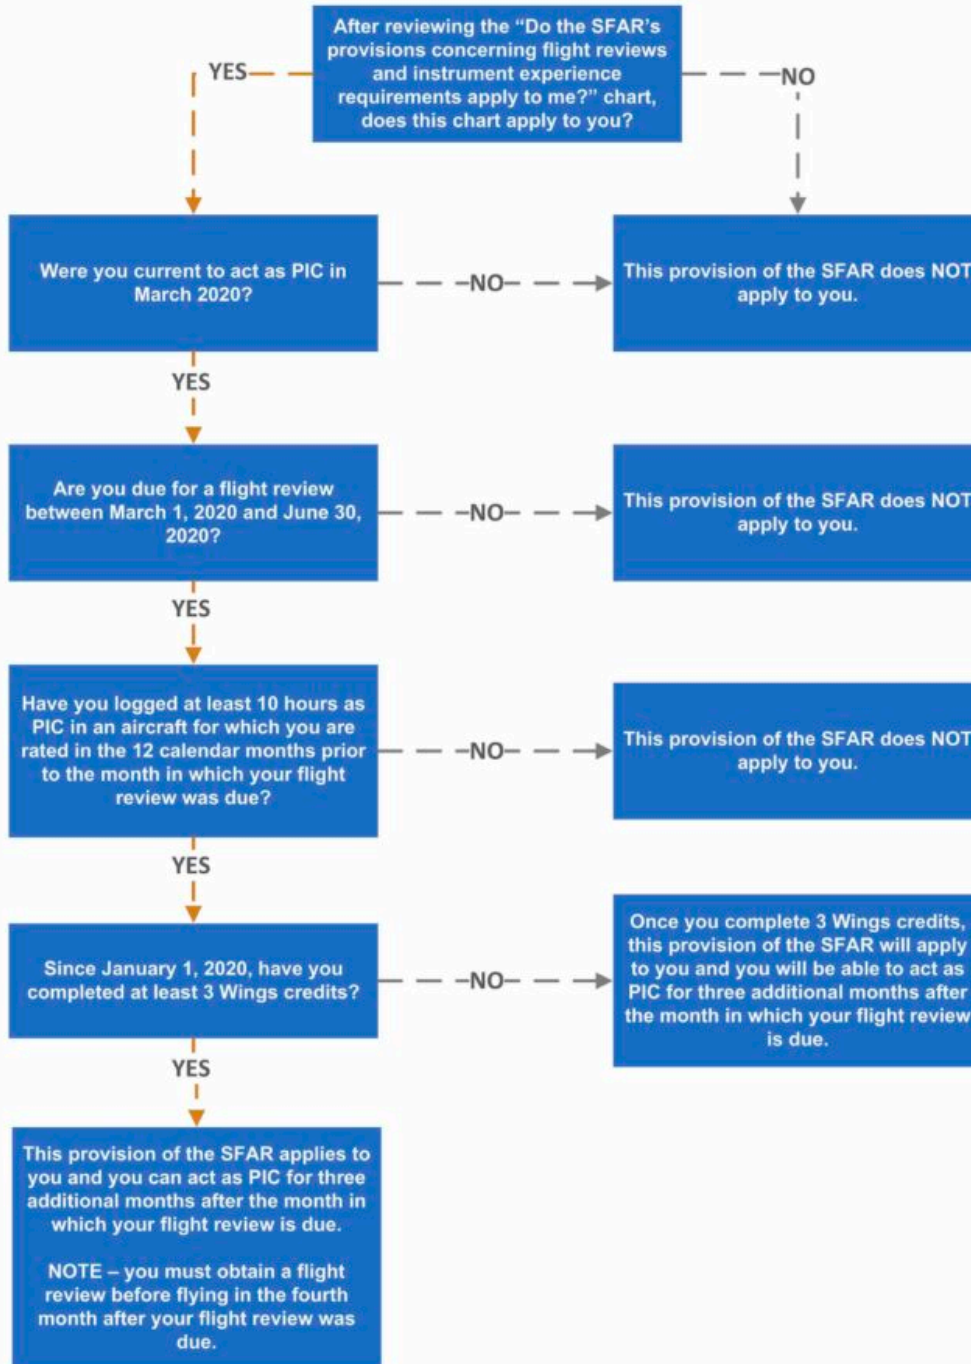 After reviewing the “Do the SFAR’s
provisions concerning flight reviews
and instrument experience
requirements apply to me?” chart,
does this chart apply to you?
YES
NO
Were you current to act as PIC in
March 2020?
NO
This provision of the SFAR does NOT
apply to you.
YES
Are you due for a flight review
between March 1, 2020 and June 30,
2020?
NO
This provision of the SFAR does NOT
apply to you.
YES
Have you logged at least 10 hours as
PIC in an aircraft for which you are
rated in the 12 calendar months prior
to the month in which your flight
review was due?
NO
This provision of the SFAR does NOT
apply to you.
YES
Since January 1, 2020, have you
completed at least 3 Wings credits?
NO
Once you complete 3 Wings credits,
this provision of the SFAR will apply
to you and you will be able to act as
PIC for three additional months after
the month in which your flight review
is due.
YES
This provision of the SFAR applies to
you and you can act as PIC for three
additional months after the month in
which your flight review is due.
NOTE – you must obtain a flight
review before flying in the fourth
month after your flight review was
due.